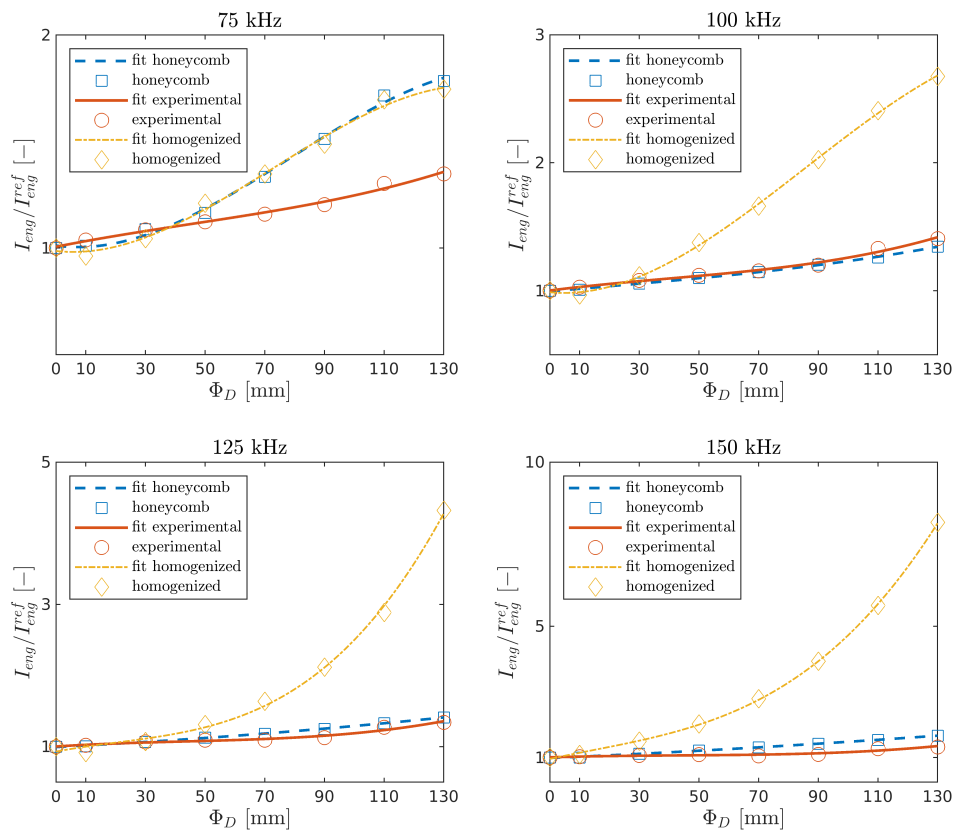 75 kHz
2
1
I_eng/I_eng^ref [−]
fit honeycomb
honeycomb
fit experimental
experimental
fit homogenized
homogenized
0 10 30 50 70 90 110 130
Φ_D [mm]
100 kHz
3
2
1
I_eng/I_eng^ref [−]
fit honeycomb
honeycomb
fit experimental
experimental
fit homogenized
homogenized
0 10 30 50 70 90 110 130
Φ_D [mm]
125 kHz
5
3
1
I_eng/I_eng^ref [−]
fit honeycomb
honeycomb
fit experimental
experimental
fit homogenized
homogenized
0 10 30 50 70 90 110 130
Φ_D [mm]
150 kHz
10
5
1
I_eng/I_eng^ref [−]
fit honeycomb
honeycomb
fit experimental
experimental
fit homogenized
homogenized
0 10 30 50 70 90 110 130
Φ_D [mm]